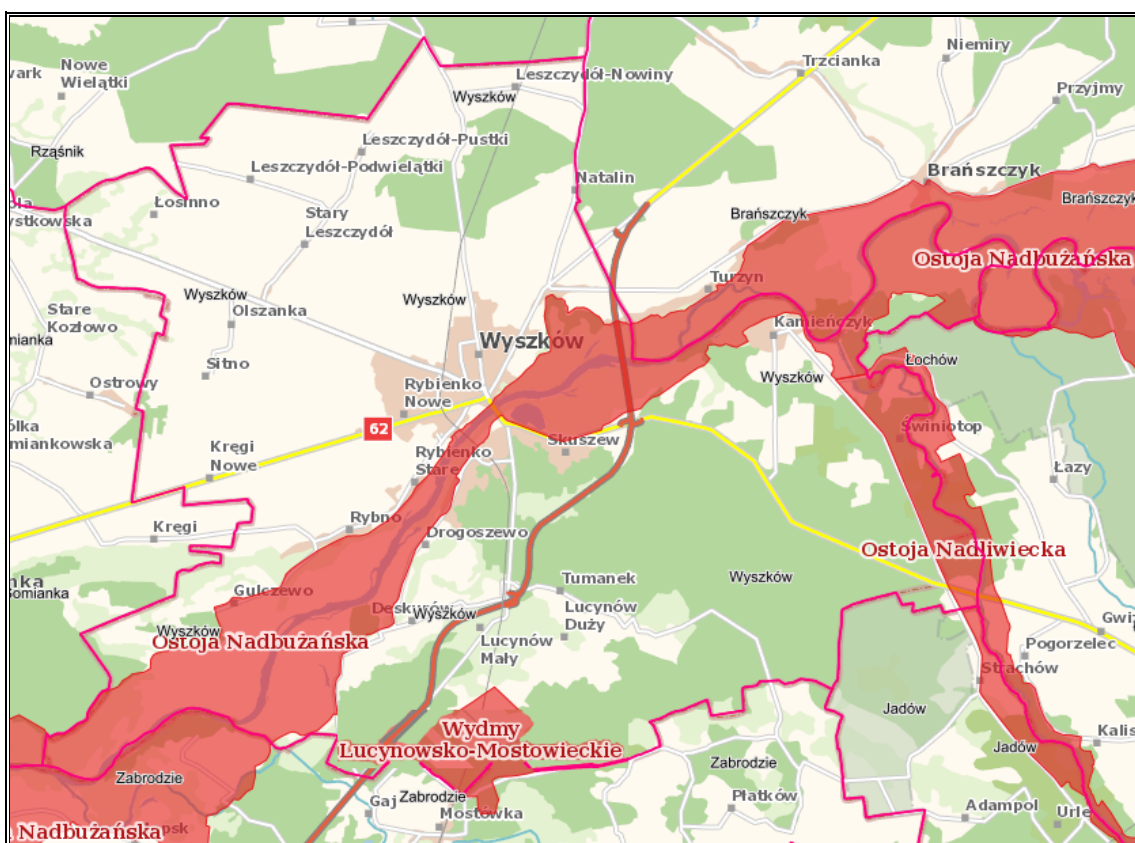 Nowe
Wielątki
Leszczydół-Nowiny
Wyszków
Trzcianka
Niemiry
Przyjmy
Rząśnik
Leszczydół-Pustki
Leszczydół-Podwielątki
Natalin
Brańszczyk
Brańszczyk
Łosinno
Stary
Leszczydół
Brańszczyk
Ostoja Nadbużańska
Wyszków
Wyszków
Turzyn
Stare
Kozłowo
Olszanka
Wyszków
Kamieńczyk
Łochów
Sitno
Ostrowy
Rybienko
Nowe
Wyszków
62
Świniotop
Kręgi
Nowe
Rybienko
Stare
Skuszew
Łazy
Kręgi
Rybno
Drogoszewo
Ostoja Nadliwiecka
Somianka
Gulczewo
Tumanek
Wyszków
Deskurów
Wyszków
Lucynów
Duży
Wyszków
Ostoja Nadbużańska
Lucynów
Mały
Pogorzelec
Strachów
Jadów
Wydmy
Lucynowsko-Mostowieckie
Kalis
Jadów
Zabrodzie
Zabrodzie
Gaj
Zabrodzie
Mostówka
Płatków
Adampol
Urle
Nadbużańska